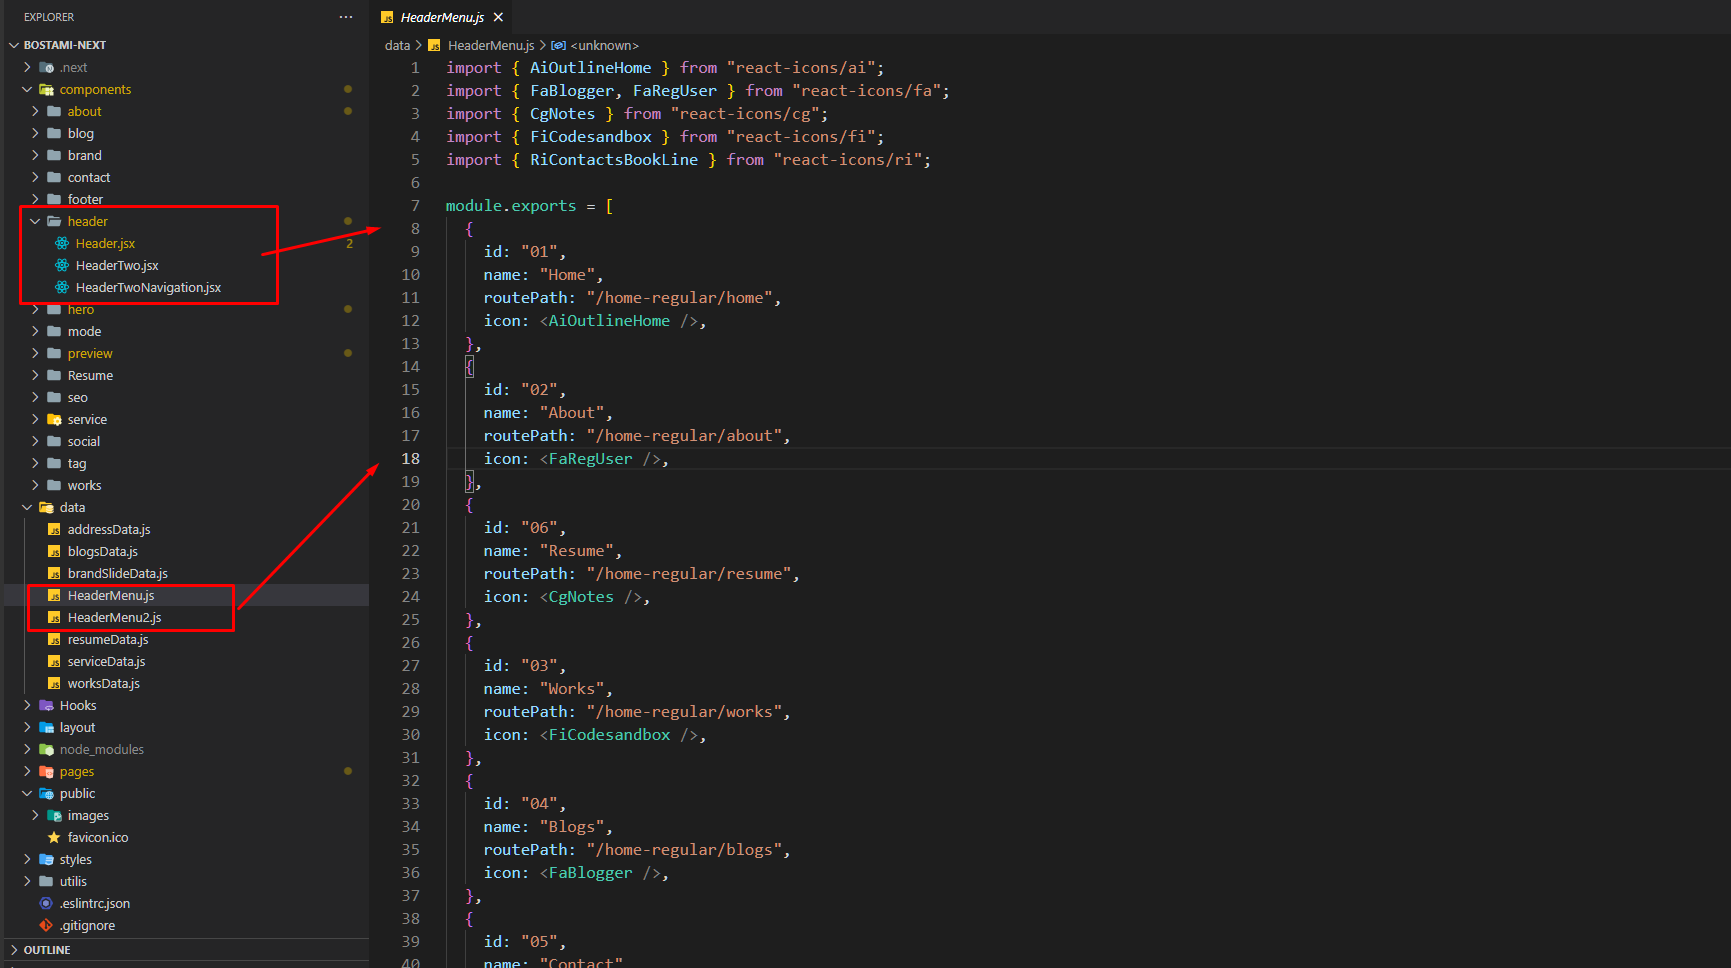 EXPLORER
BOSTAMI-NEXT
.next
components
about
blog
brand
contact
footer
header
Header.jsx 2
HeaderTwo.jsx
HeaderTwoNavigation.jsx
hero
mode
preview
Resume
seo
service
social
tag
works
data
addressData.js
blogsData.js
brandSlideData.js
HeaderMenu.js
HeaderMenu2.js
resumeData.js
serviceData.js
worksData.js
Hooks
layout
node_modules
pages
public
images
favicon.ico
styles
utilis
.eslintrc.json
.gitignore
OUTLINE
JS HeaderMenu.js
data > JS HeaderMenu.js > <unknown>
1 import { AiOutlineHome } from "react-icons/ai";
2 import { FaBlogger, FaRegUser } from "react-icons/fa";
3 import { CgNotes } from "react-icons/cg";
4 import { FiCodesandbox } from "react-icons/fi";
5 import { RiContactsBookLine } from "react-icons/ri";
6
7 module.exports = [
8 {
9 id: "01",
10 name: "Home",
11 routePath: "/home-regular/home",
12 icon: <AiOutlineHome />,
13 },
14 {
15 id: "02",
16 name: "About",
17 routePath: "/home-regular/about",
18 icon: <FaRegUser />,
19 },
20 {
21 id: "06",
22 name: "Resume",
23 routePath: "/home-regular/resume",
24 icon: <CgNotes />,
25 },
26 {
27 id: "03",
28 name: "Works",
29 routePath: "/home-regular/works",
30 icon: <FiCodesandbox />,
31 },
32 {
33 id: "04",
34 name: "Blogs",
35 routePath: "/home-regular/blogs",
36 icon: <FaBlogger />,
37 },
38 {
39 id: "05",
40 name: "Contact"